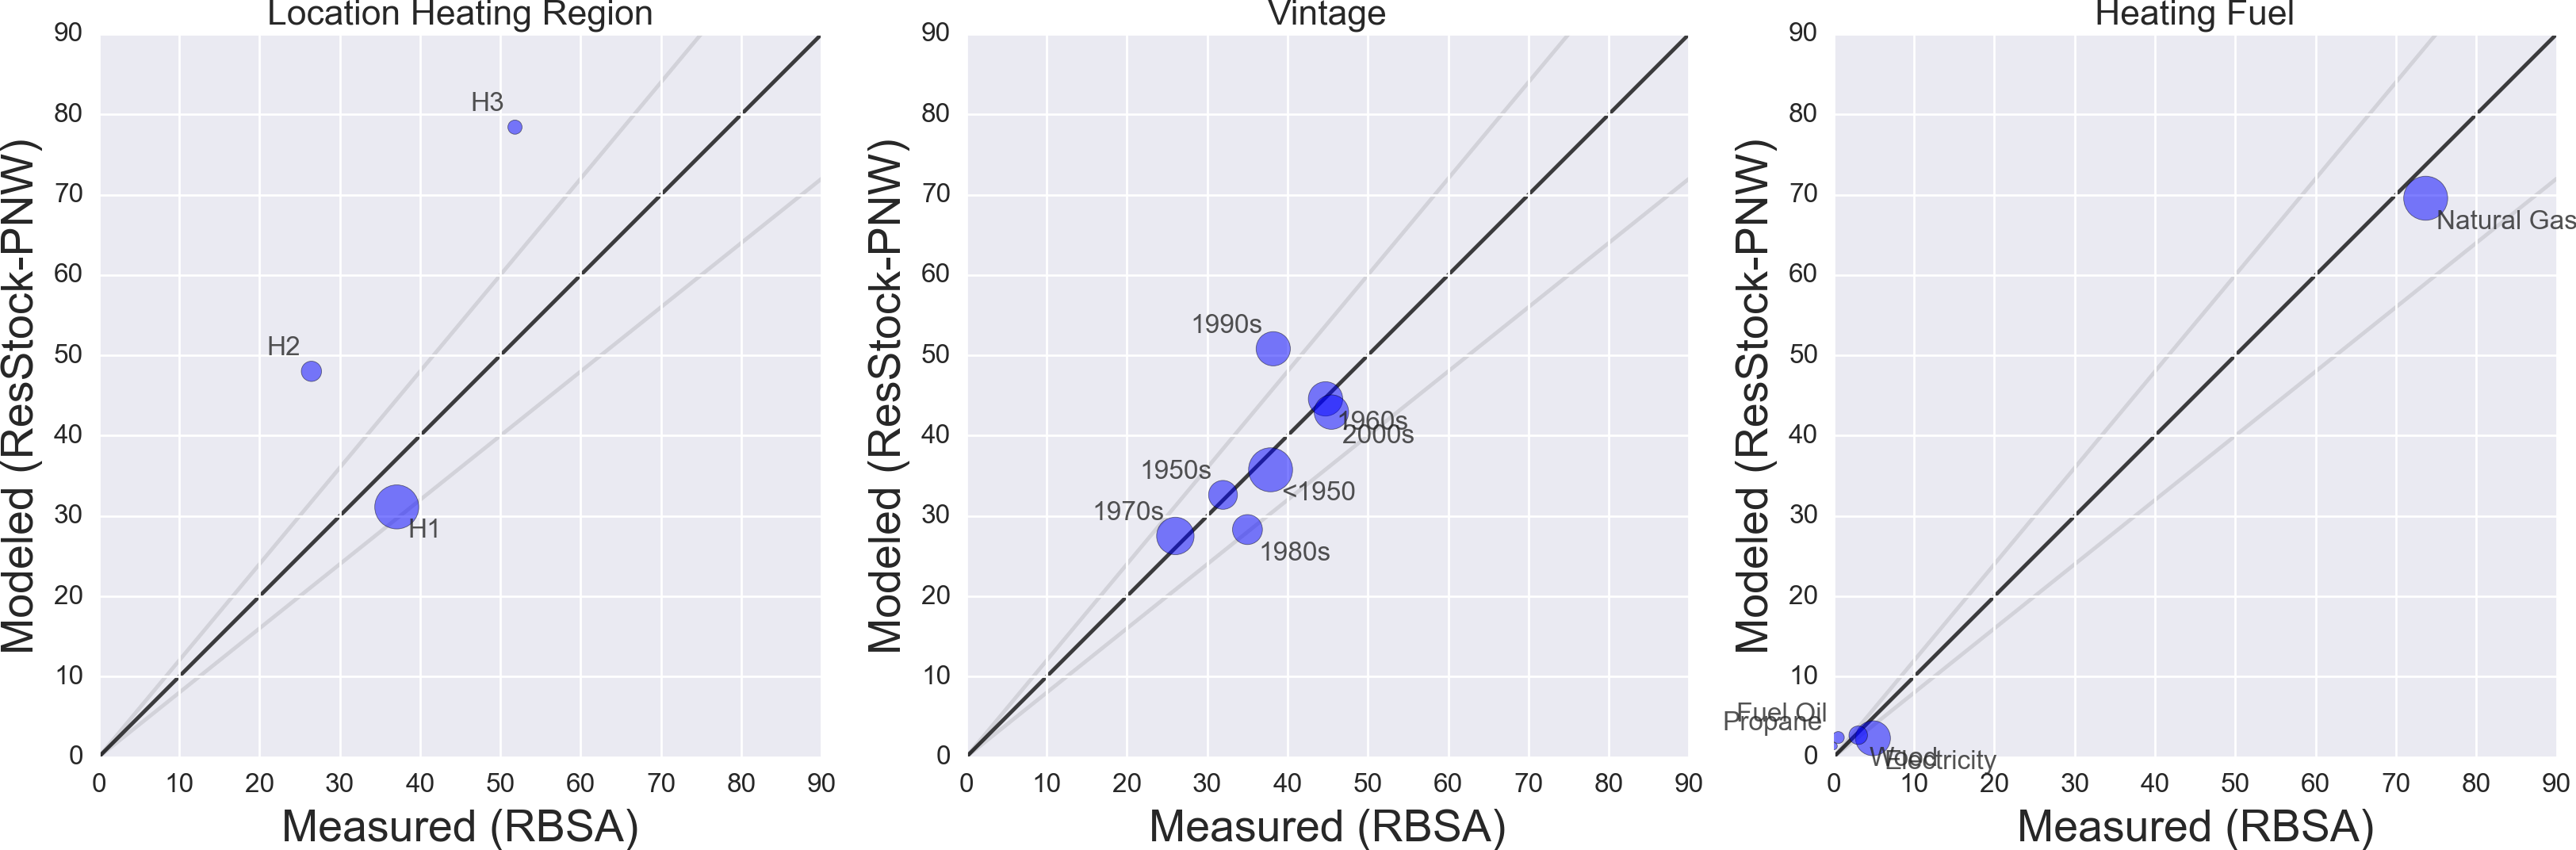 Location Heating Region
90
80
70
60
50
40
30
20
10
0
0 10 20 30 40 50 60 70 80 90
Modeled (ResStock-PNW)
Measured (RBSA)
H3
H2
H1
Vintage
90
80
70
60
50
40
30
20
10
0
0 10 20 30 40 50 60 70 80 90
Modeled (ResStock-PNW)
Measured (RBSA)
1990s
1960s
2000s
1950s
<1950
1970s
1980s
Heating Fuel
90
80
70
60
50
40
30
20
10
0
0 10 20 30 40 50 60 70 80 90
Modeled (ResStock-PNW)
Measured (RBSA)
Natural Gas
Fuel Oil
Propane
Wood
Electricity